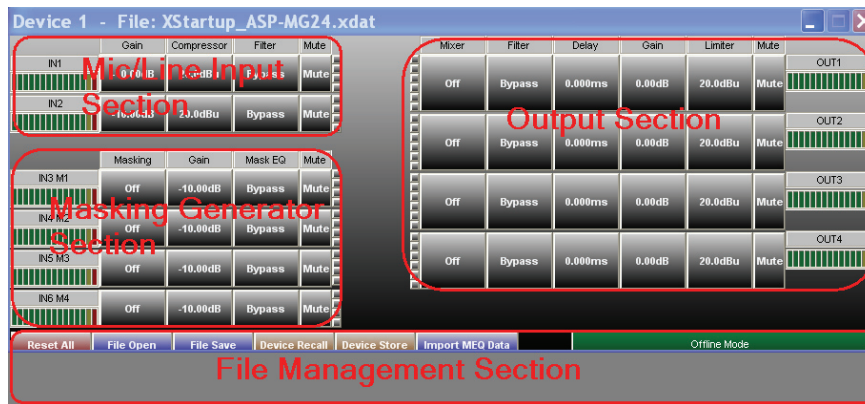 Device 1 - File: XStartup_ASP-MG24.xdat
Gain Compressor Filter Mute
IN1 -10.00dB 20.0dBu Bypass Mute
Mic/Line Input
Section
IN2 -10.00dB 20.0dBu Bypass Mute
Masking Gain Mask EQ Mute
IN3 M1 Off -10.00dB Bypass Mute
Masking Generator
Section
IN4 M2 Off -10.00dB Bypass Mute
IN5 M3 Off -10.00dB Bypass Mute
IN6 M4 Off -10.00dB Bypass Mute
Mixer Filter Delay Gain Limiter Mute
Off Bypass 0.000ms 0.00dB 20.0dBu Mute OUT1
Output Section
Off Bypass 0.000ms 0.00dB 20.0dBu Mute OUT2
Off Bypass 0.000ms 0.00dB 20.0dBu Mute OUT3
Off Bypass 0.000ms 0.00dB 20.0dBu Mute OUT4
Reset All File Open File Save Device Recall Device Store Import MEQ Data Offline Mode
File Management Section